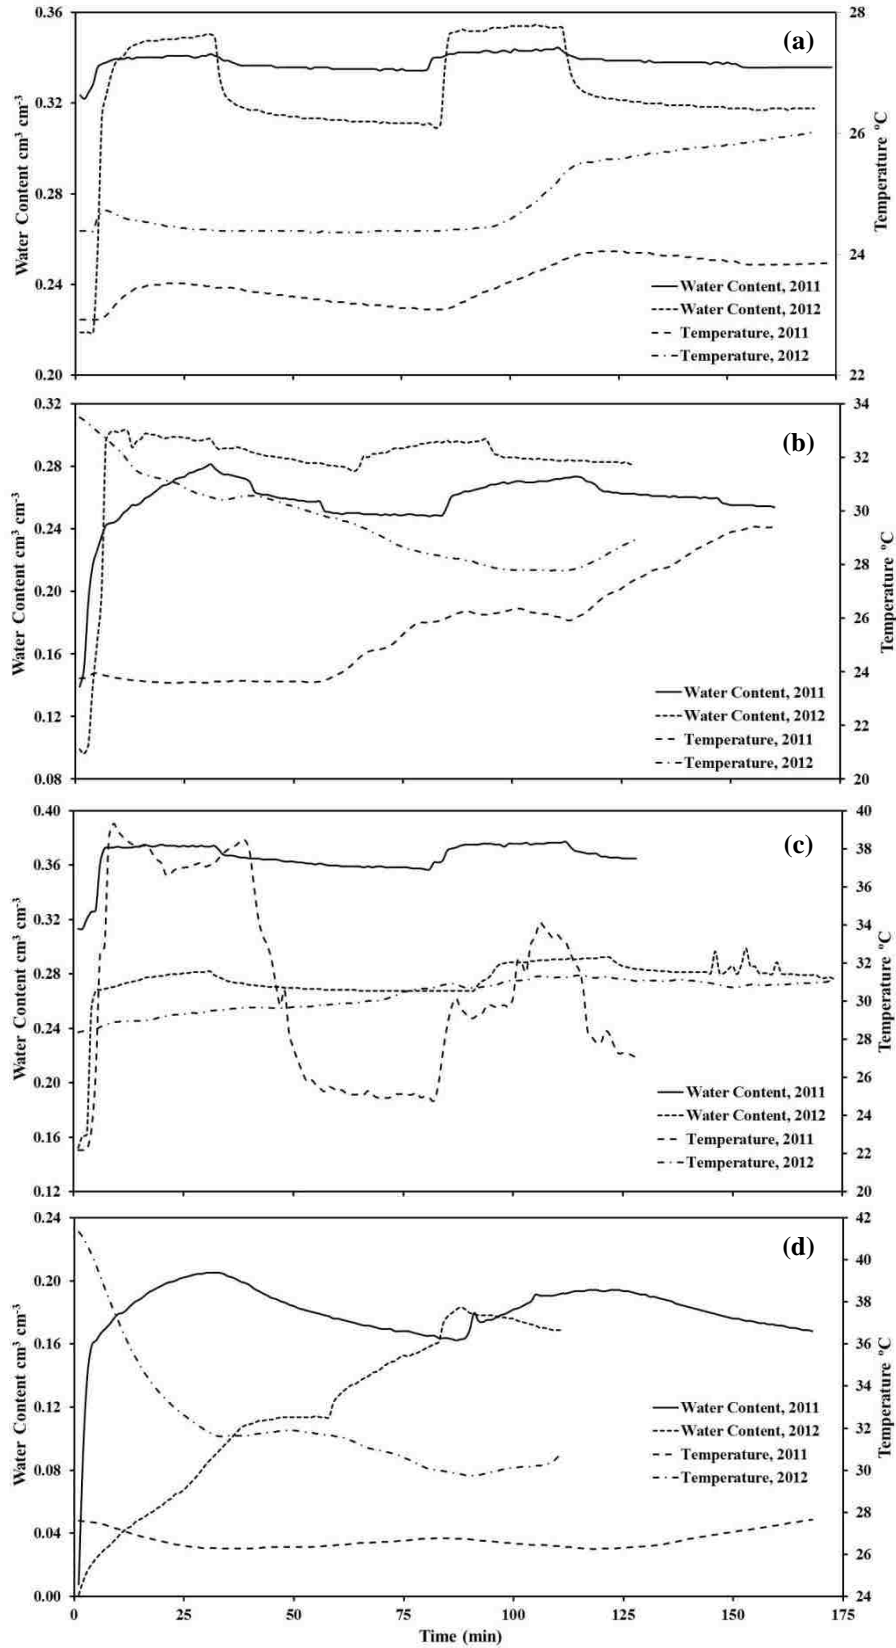 0.36
0.32
0.28
0.24
0.20
Water Content cm³ cm⁻³
28
26
24
22
Temperature ºC
(a)
Water Content, 2011
Water Content, 2012
Temperature, 2011
Temperature, 2012
0.32
0.28
0.24
0.20
0.16
0.12
0.08
Water Content cm³ cm⁻³
34
32
30
28
26
24
22
20
Temperature ºC
(b)
Water Content, 2011
Water Content, 2012
Temperature, 2011
Temperature, 2012
0.40
0.36
0.32
0.28
0.24
0.20
0.16
0.12
Water Content cm³ cm⁻³
40
38
36
34
32
30
28
26
24
22
20
Temperature ºC
(c)
Water Content, 2011
Water Content, 2012
Temperature, 2011
Temperature, 2012
0.24
0.20
0.16
0.12
0.08
0.04
0.00
Water Content cm³ cm⁻³
42
40
38
36
34
32
30
28
26
24
Temperature ºC
(d)
Water Content, 2011
Water Content, 2012
Temperature, 2011
Temperature, 2012
0 25 50 75 100 125 150 175
Time (min)